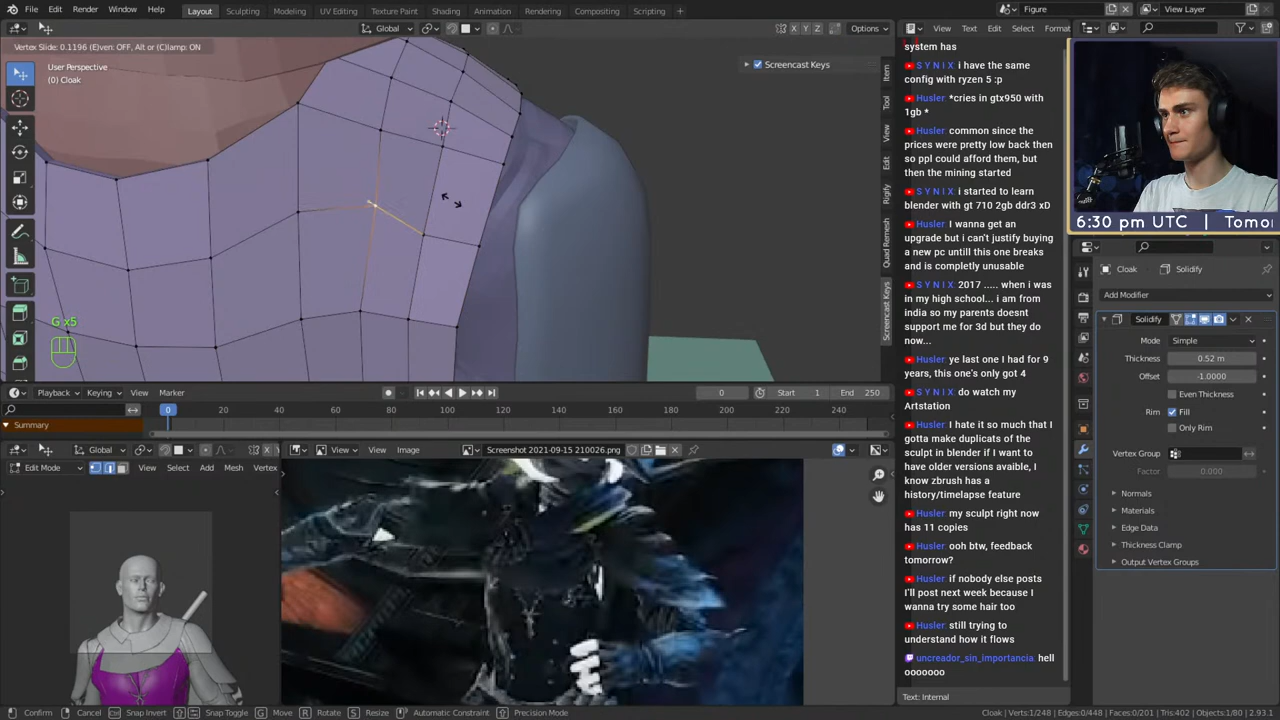 File Edit Render Window Help
Layout Sculpting Modeling UV Editing Texture Paint Shading Animation Rendering Compositing Scripting
Figure
View Layer
Global
Options
View Text Edit Select Format
Vertex Slide: 0.1196 (E)ven: OFF, Alt or (C)lamp: ON
X Y Z
User Perspective
(0) Cloak
Screencast Keys
Item
Tool
View
Edit
Rigify
Quad Remesh
Screencast Keys
G x5
system has
S Y N I X: i have the same
config with ryzen 5 :p
Husler: *cries in gtx950 with
1gb *
Husler: common since the
prices were pretty low back then
so ppl could afford them, but
then the mining started
S Y N I X: i started to learn
blender with gt 710 2gb ddr3 xD
Husler: I wanna get an
upgrade but i can't justify buying
a new pc untill this one breaks
and is completly unusable
S Y N I X: 2017 ..... when i was
in my high school... i am from
india so my parents doesnt
support me for 3d but they do
now...
Husler: ye last one I had for 9
years, this one's only got 4
S Y N I X: do watch my
Artstation
Husler: I hate it so much that I
gotta make duplicates of the
sculpt in blender if I want to
have older versions avaible, I
know zbrush has a
history/timelapse feature
Husler: my sculpt right now
has 11 copies
Husler: ooh btw, feedback
tomorrow?
Husler: if nobody else posts
I'll post next week because I
wanna try some hair too
Husler: still trying to
understand how it flows
uncreador_sin_importancia: hell
ooooooo
Text: Internal
6:30 pm UTC | Tomor
Cloak Solidify
Add Modifier
Solidify
Mode Simple
Thickness 0.52 m
Offset -1.0000
Even Thickness
Rim Fill
Only Rim
Vertex Group
Factor 0.000
Normals
Materials
Edge Data
Thickness Clamp
Output Vertex Groups
Playback Keying View Marker
0 Start 1 End 250
0 20 40 60 80 100 120 140 160 180 200 220 240
Summary
Global
View View Image Screenshot 2021-09-15 210026.png
Edit Mode View Select Add Mesh Vertex
Confirm Cancel Snap Invert Snap Toggle Move Rotate Resize Automatic Constraint Precision Mode
Cloak | Verts:1/248 | Edges:0/448 | Faces:0/201 | Tris:402 | Objects:1/80 | 2.93.1